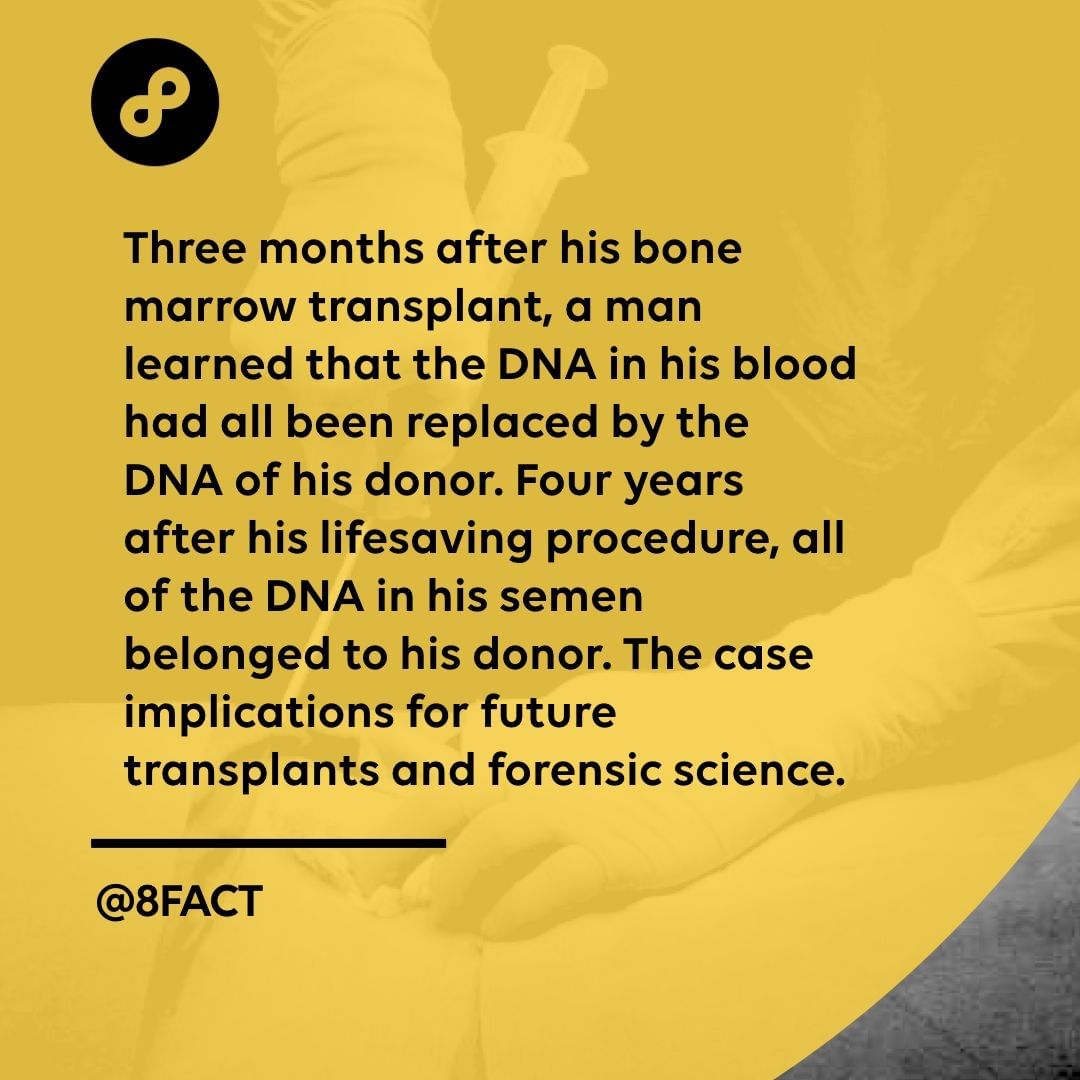 Three months after his bone
marrow transplant, a man
learned that the DNA in his blood
had all been replaced by the
DNA of his donor. Four years
after his lifesaving procedure, all
of the DNA in his semen
belonged to his donor. The case
implications for future
transplants and forensic science.
@8FACT